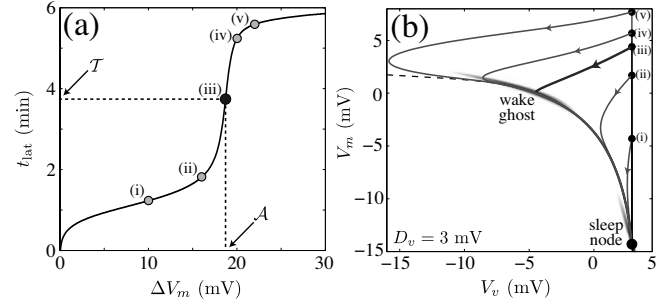 (a)
6
4
2
0
t_lat (min)
𝒯
(i)
(ii)
(iii)
(iv)
(v)
𝒜
0
10
20
30
ΔV_m (mV)
(b)
5
0
−5
−10
−15
V_m (mV)
(v)
(iv)
(iii)
(ii)
(i)
wake
ghost
sleep
node
D_v = 3 mV
−15
−10
−5
0
5
V_v (mV)